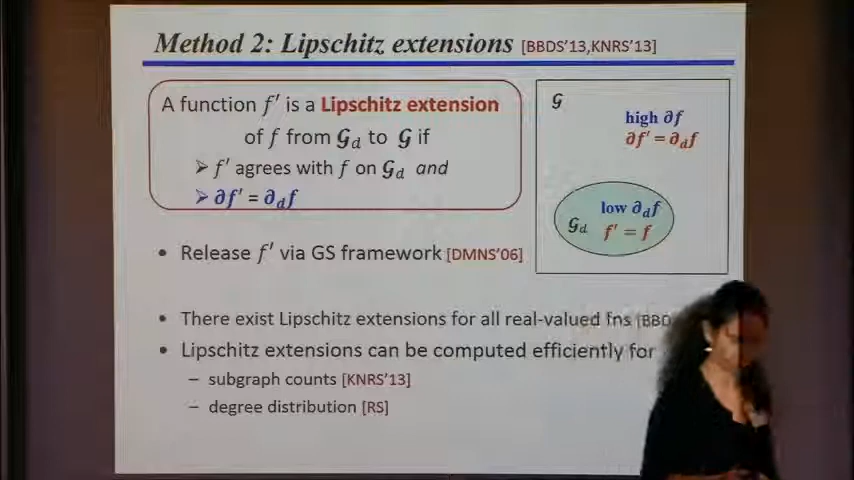 Method 2: Lipschitz extensions [BBDS'13,KNRS'13]
A function f′ is a Lipschitz extension
of f from 𝒢d to 𝒢 if
➢ f′ agrees with f on 𝒢d and
➢ ∂f′ = ∂df
𝒢
high ∂f
∂f′ = ∂df
low ∂df
𝒢d f′ = f
• Release f′ via GS framework [DMNS'06]
• There exist Lipschitz extensions for all real-valued fns
• Lipschitz extensions can be computed efficiently for
– subgraph counts [KNRS'13]
– degree distribution [RS]